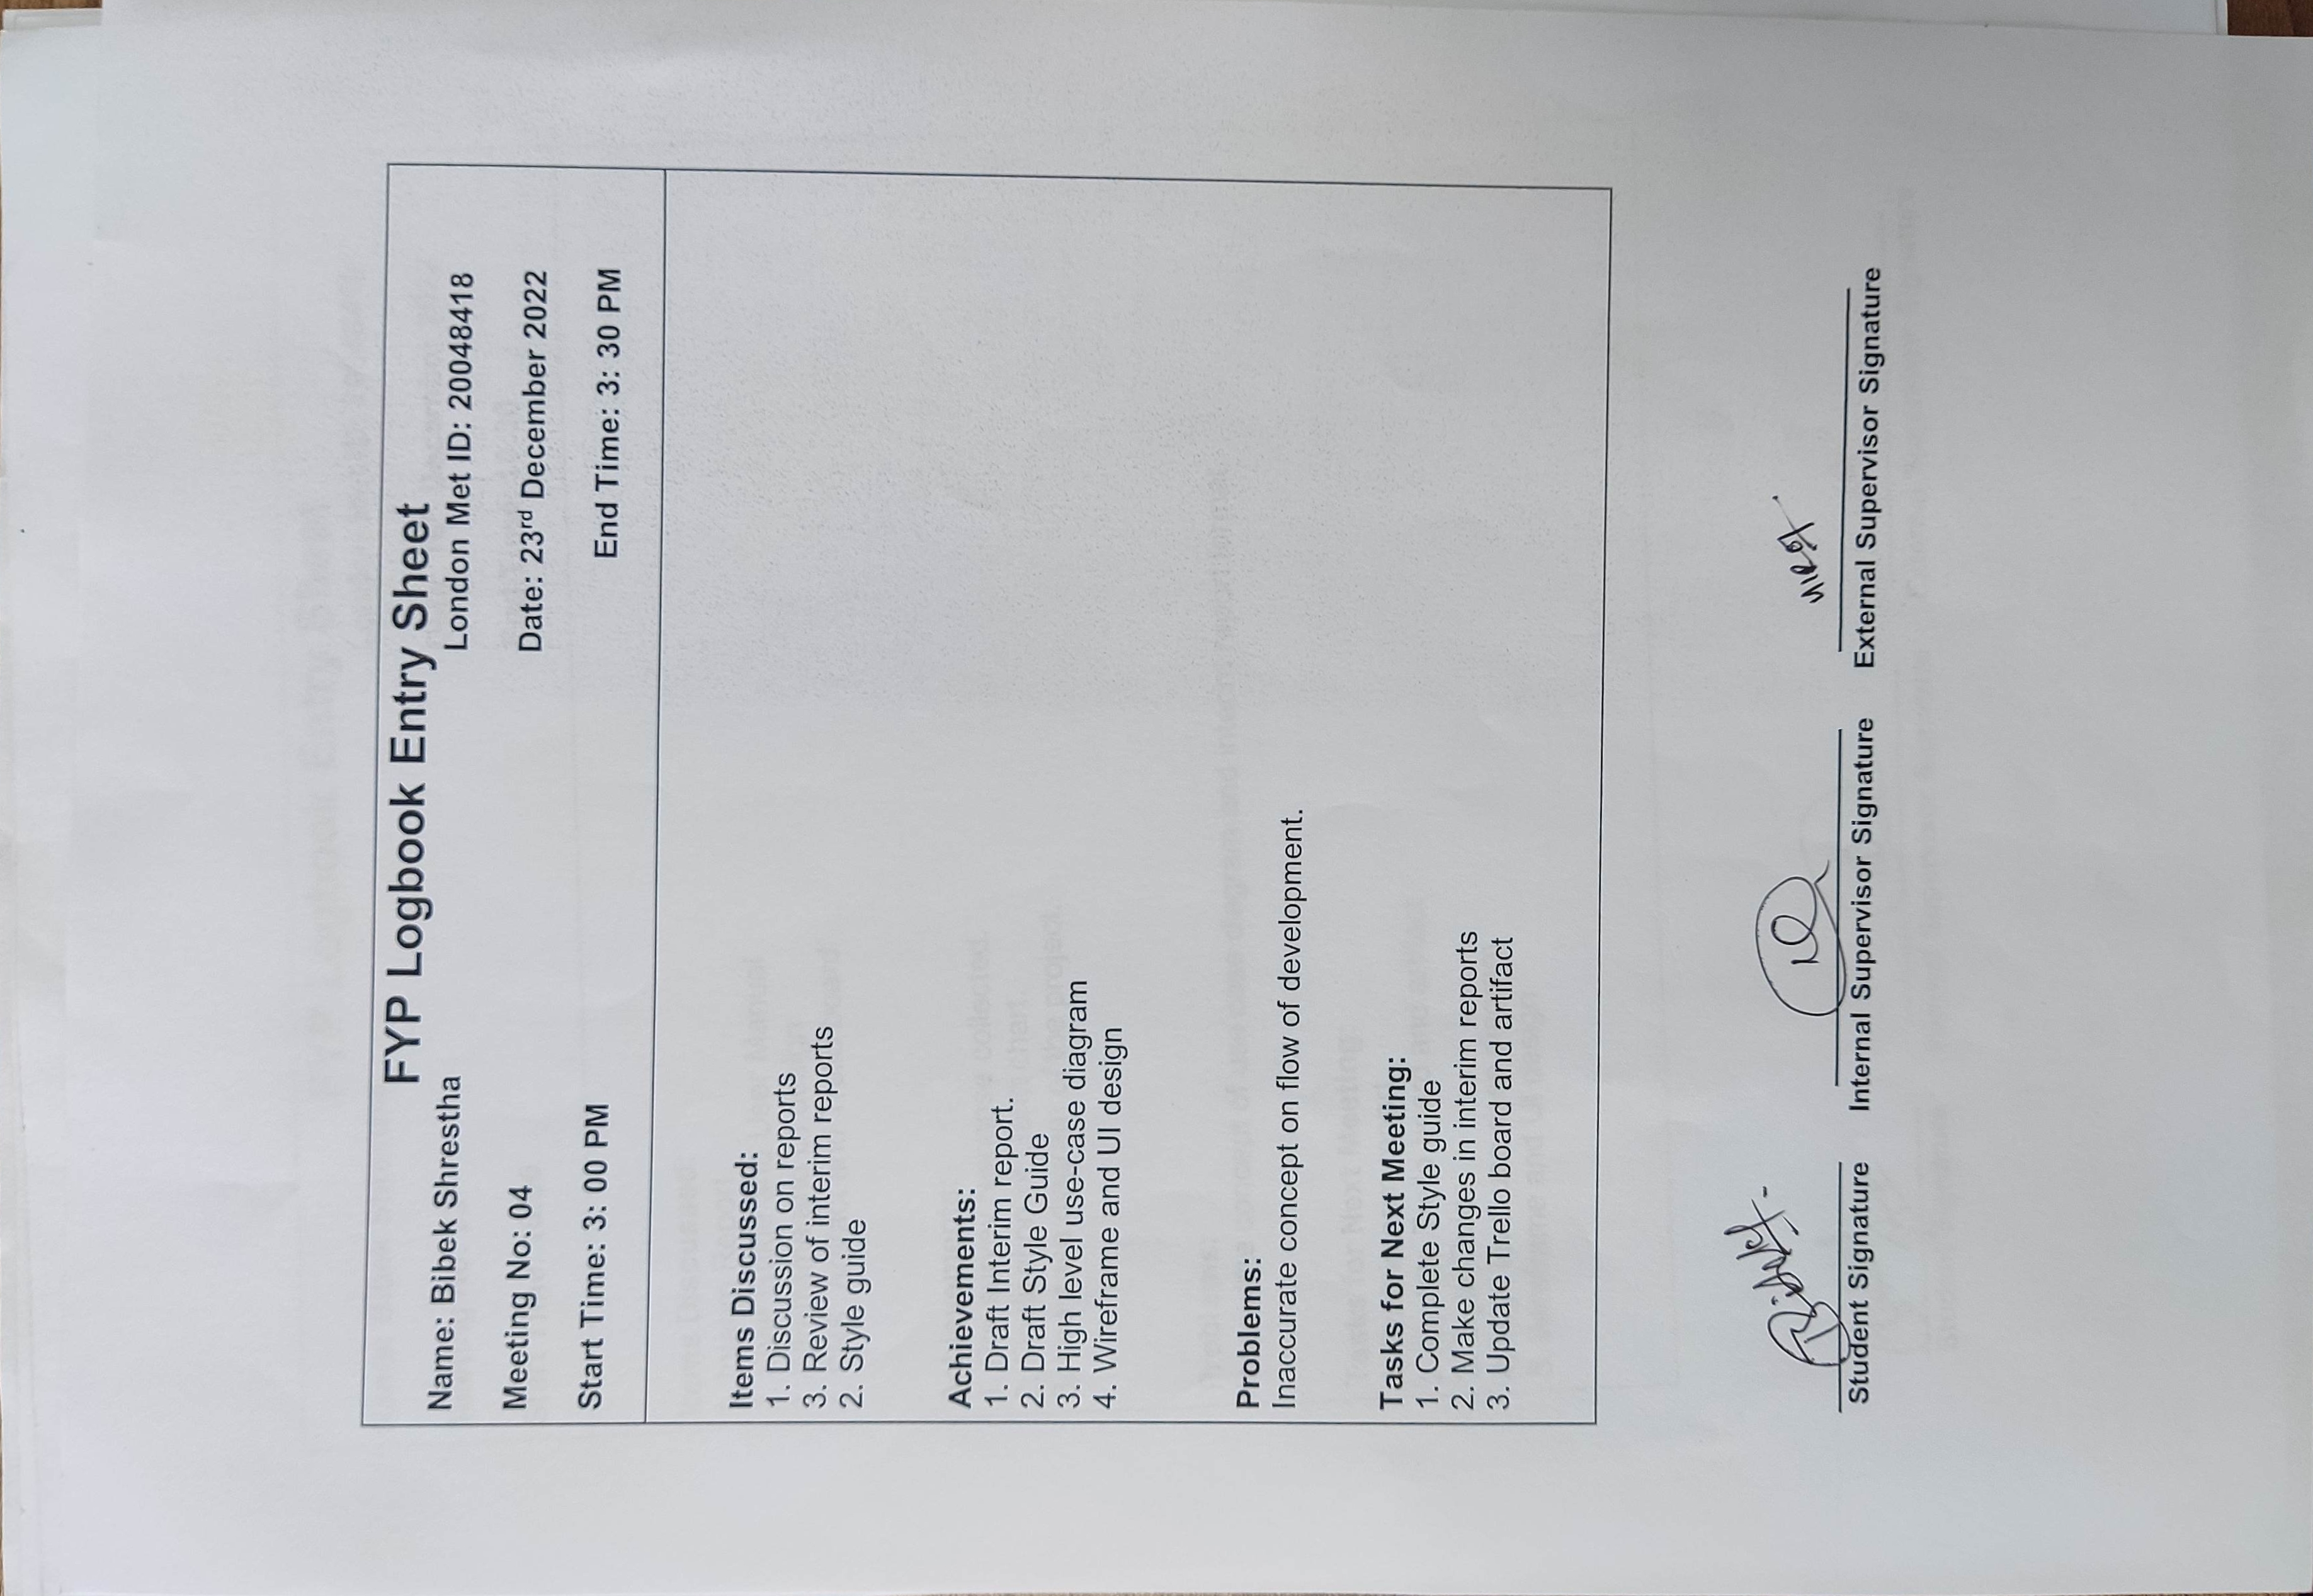 FYP Logbook Entry Sheet
Name: Bibek Shrestha
London Met ID: 20048418
Meeting No: 04
Date: 23rd December 2022
Start Time: 3: 00 PM
End Time: 3: 30 PM
Items Discussed:
1. Discussion on reports
3. Review of interim reports
2. Style guide
Achievements:
1. Draft Interim report.
2. Draft Style Guide
3. High level use-case diagram
4. Wireframe and UI design
Problems:
Inaccurate concept on flow of development.
Tasks for Next Meeting:
1. Complete Style guide
2. Make changes in interim reports
3. Update Trello board and artifact
Student Signature
Internal Supervisor Signature
External Supervisor Signature